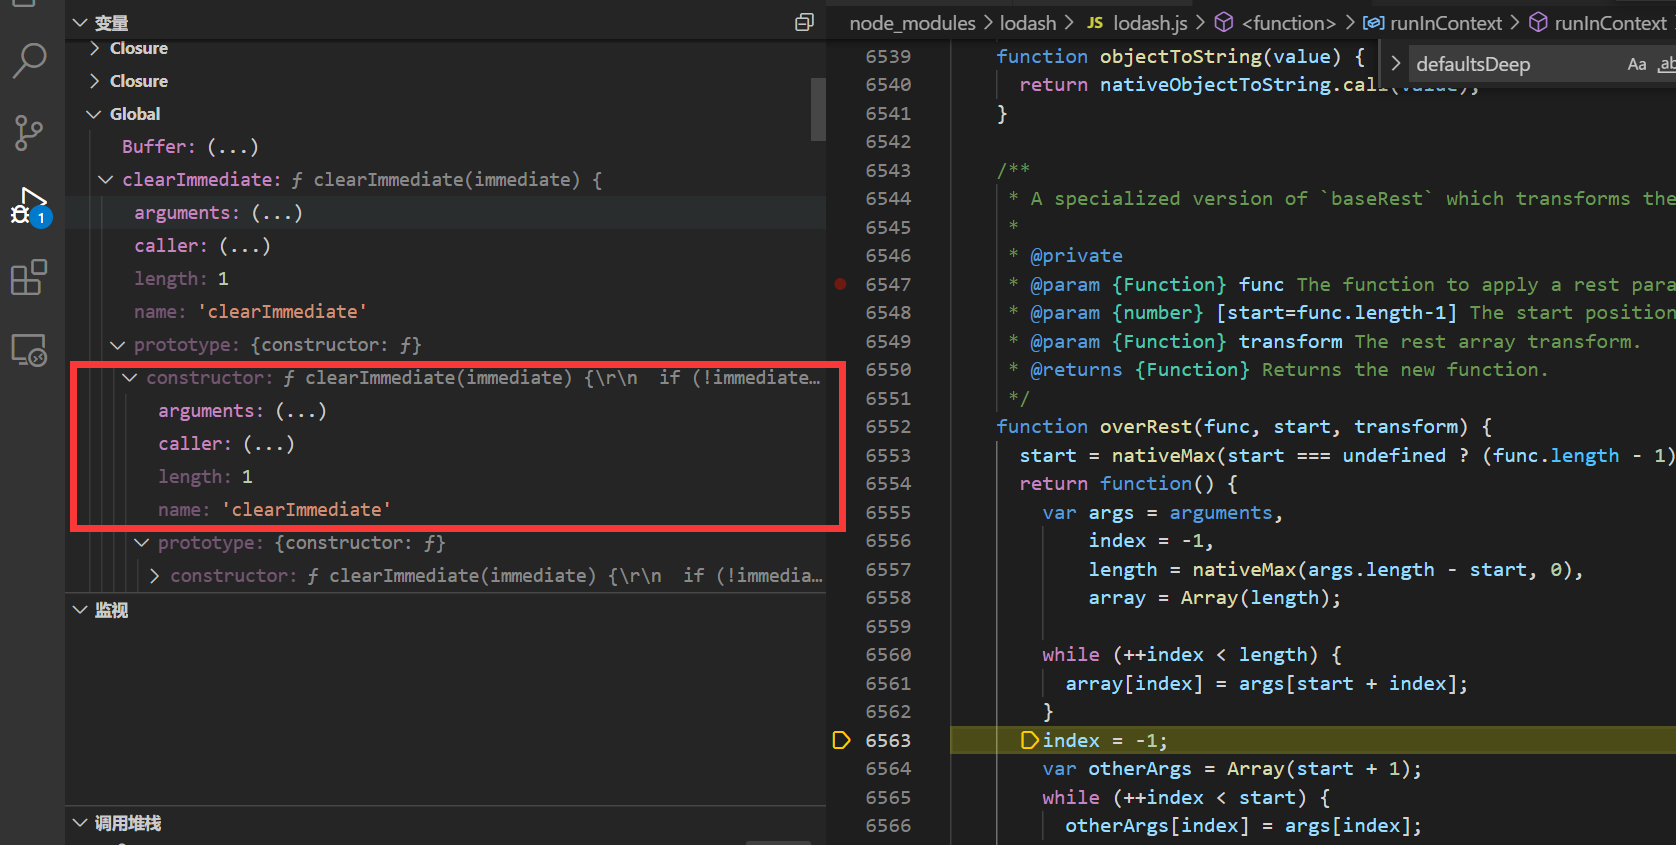 变量
Closure
Closure
Global
Buffer: (...)
clearImmediate: ƒ clearImmediate(immediate) {
arguments: (...)
caller: (...)
length: 1
name: 'clearImmediate'
prototype: {constructor: ƒ}
constructor: ƒ clearImmediate(immediate) {\r\n  if (!immediate…
arguments: (...)
caller: (...)
length: 1
name: 'clearImmediate'
prototype: {constructor: ƒ}
constructor: ƒ clearImmediate(immediate) {\r\n  if (!immedia…
监视
调用堆栈
1
node_modules > lodash > JS lodash.js > <function> > runInContext > runInContext
defaultsDeep Aa ab
6539 function objectToString(value) {
6540 return nativeObjectToString.call(value);
6541 }
6542
6543 /**
6544 * A specialized version of `baseRest` which transforms the
6545 *
6546 * @private
6547 * @param {Function} func The function to apply a rest para
6548 * @param {number} [start=func.length-1] The start position
6549 * @param {Function} transform The rest array transform.
6550 * @returns {Function} Returns the new function.
6551 */
6552 function overRest(func, start, transform) {
6553 start = nativeMax(start === undefined ? (func.length - 1)
6554 return function() {
6555 var args = arguments,
6556 index = -1,
6557 length = nativeMax(args.length - start, 0),
6558 array = Array(length);
6559
6560 while (++index < length) {
6561 array[index] = args[start + index];
6562 }
6563 index = -1;
6564 var otherArgs = Array(start + 1);
6565 while (++index < start) {
6566 otherArgs[index] = args[index];